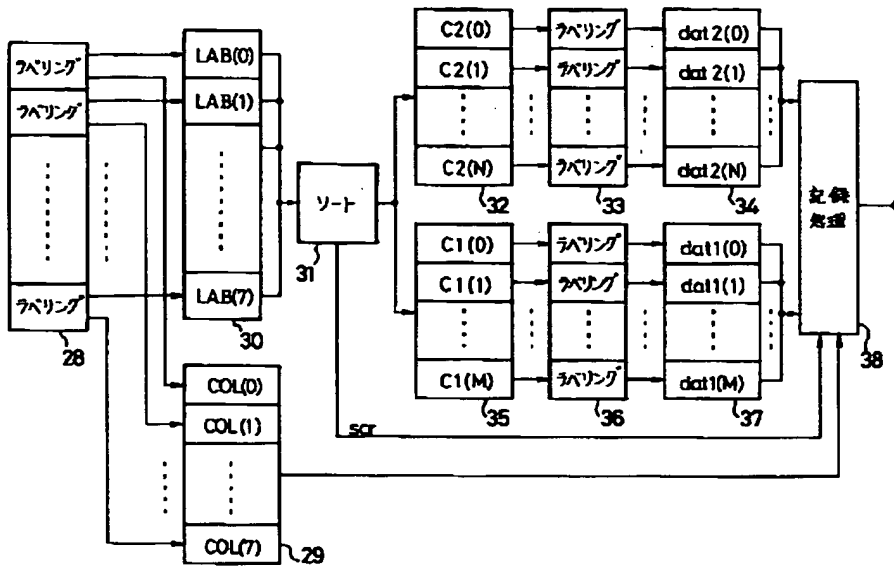 ラベリング
ラベリング
ラベリング
28
LAB(0)
LAB(1)
LAB(7)
30
COL(0)
COL(1)
COL(7)
29
ソート
31
scr
C2(0)
C2(1)
C2(N)
32
ラベリング
ラベリング
ラベリング
33
dat2(0)
dat2(1)
dat2(N)
34
C1(0)
C1(1)
C1(M)
35
ラベリング
ラベリング
ラベリング
36
dat1(0)
dat1(1)
dat1(M)
37
記録
処理
38